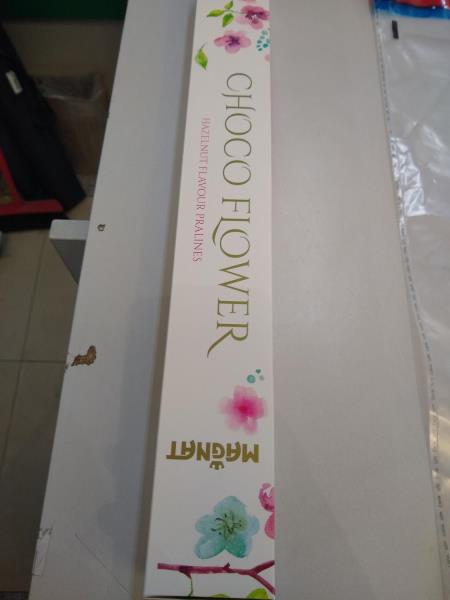 CHOCO FLOWER
HAZELNUT FLAVOUR PRALINES
MAGNAT